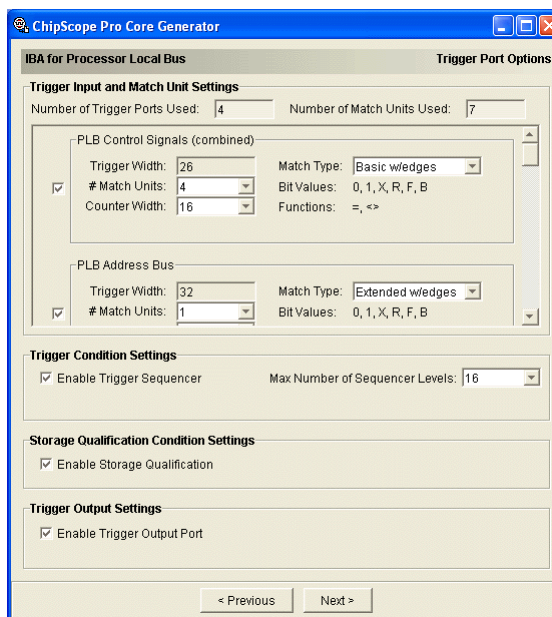 ChipScope Pro Core Generator
IBA for Processor Local Bus Trigger Port Options
Trigger Input and Match Unit Settings
Number of Trigger Ports Used: 4 Number of Match Units Used: 7
PLB Control Signals (combined)
Trigger Width: 26 Match Type: Basic w/edges
# Match Units: 4 Bit Values: 0, 1, X, R, F, B
Counter Width: 16 Functions: =, <>
PLB Address Bus
Trigger Width: 32 Match Type: Extended w/edges
# Match Units: 1 Bit Values: 0, 1, X, R, F, B
Trigger Condition Settings
Enable Trigger Sequencer Max Number of Sequencer Levels: 16
Storage Qualification Condition Settings
Enable Storage Qualification
Trigger Output Settings
Enable Trigger Output Port
< Previous Next >